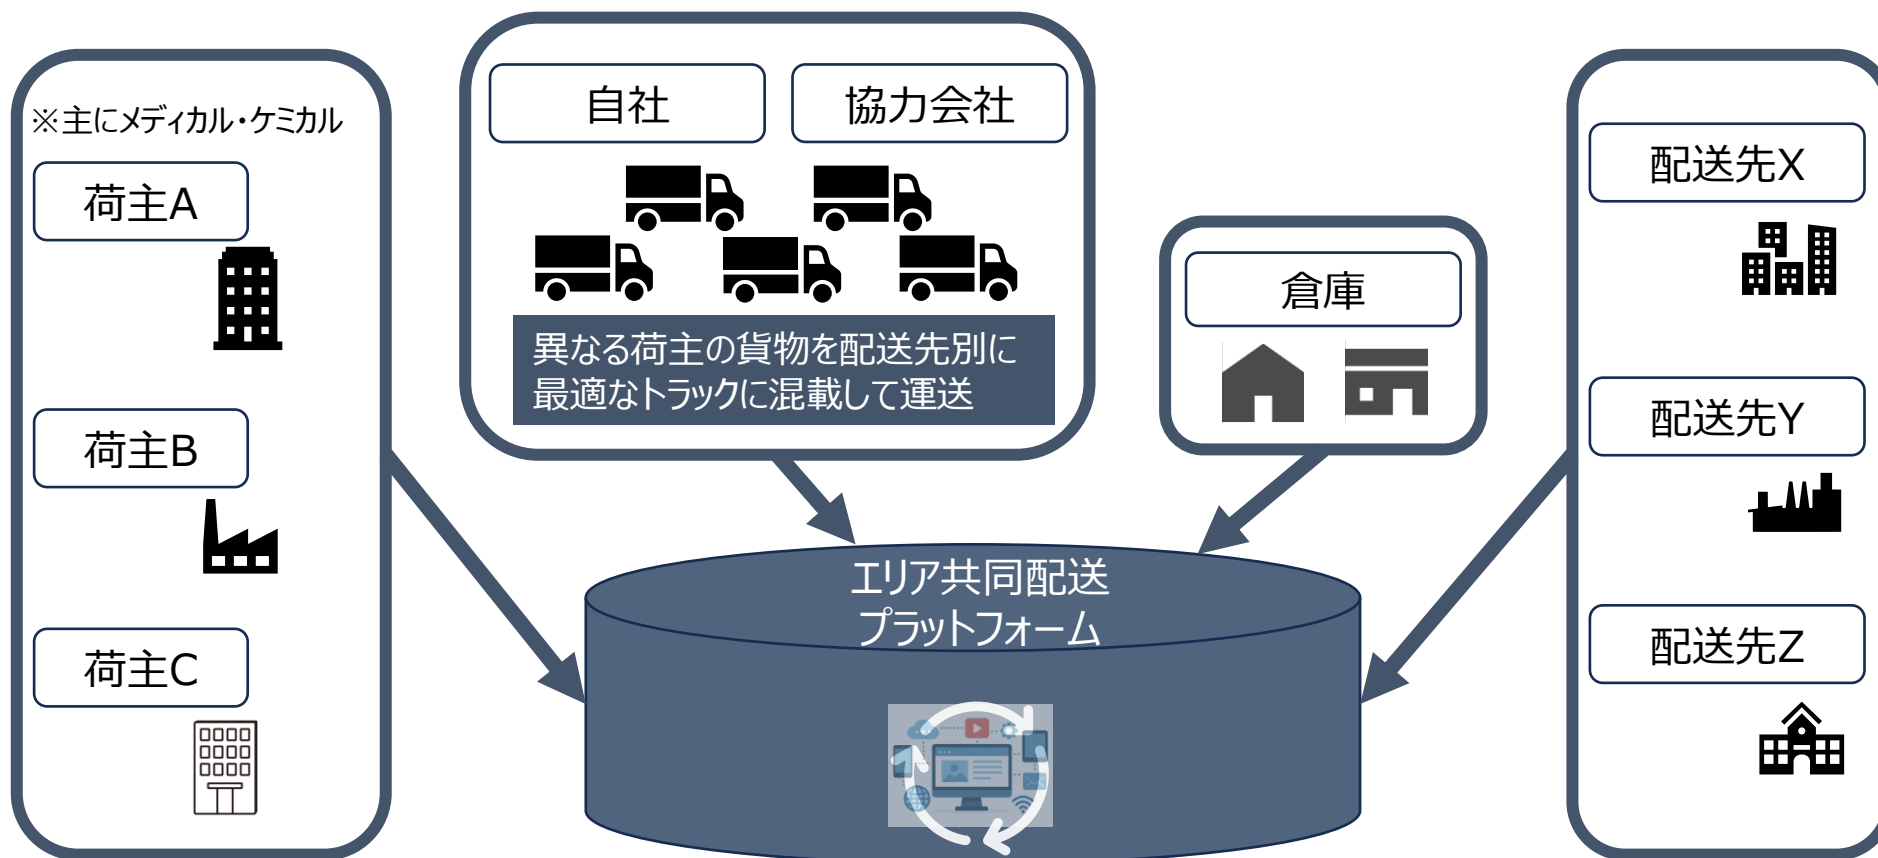 ※主にメディカル・ケミカル
荷主A
荷主B
荷主C
自社
協力会社
異なる荷主の貨物を配送先別に
最適なトラックに混載して運送
倉庫
配送先X
配送先Y
配送先Z
エリア共同配送
プラットフォーム